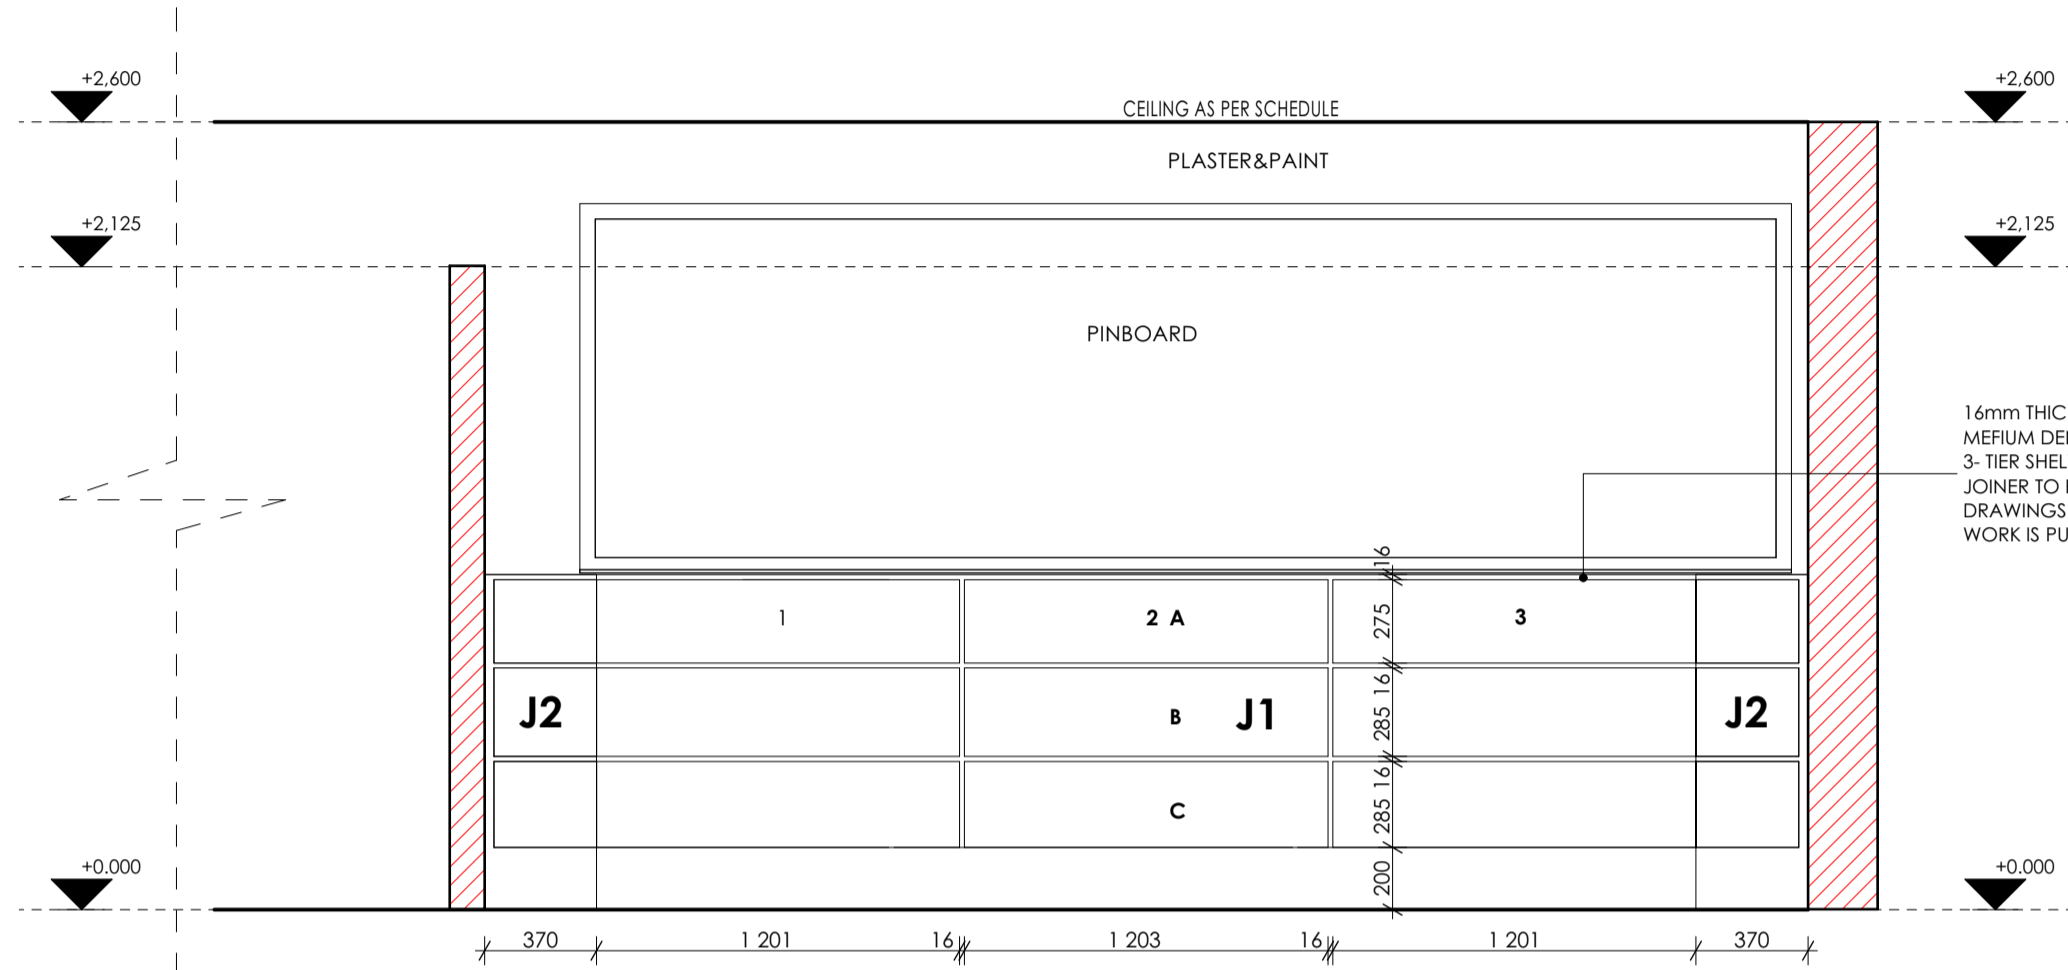 +2,600
+2,600
CEILING AS PER SCHEDULE
PLASTER&PAINT
+2,125
+2,125
PINBOARD
16mm THIC
MEFIUM DE
3- TIER SHEL
JOINER TO
DRAWINGS
WORK IS PU
16
1
2 A
275
3
16
J2
B
J1
285
J2
16
C
285
+0.000
200
+0.000
370
1 201
16
1 203
16
1 201
370